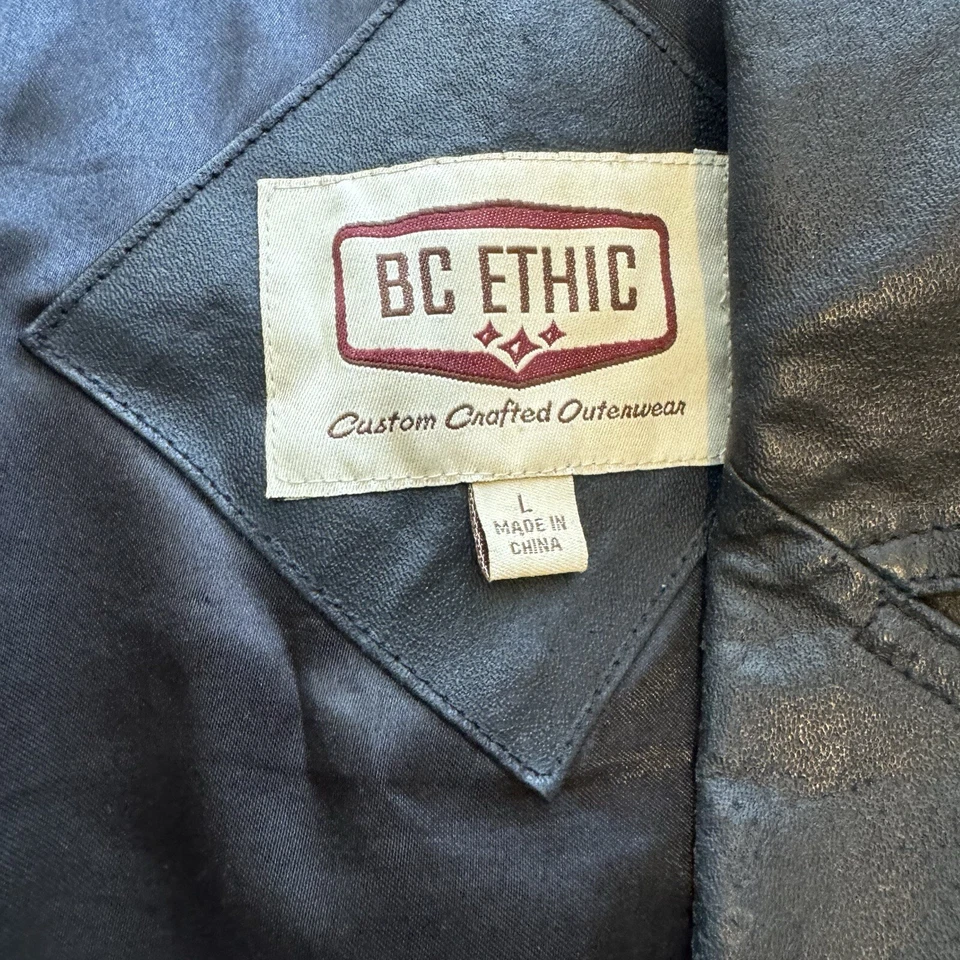 BC ETHIC
Custom Crafted Outerwear
L
MADE IN
CHINA